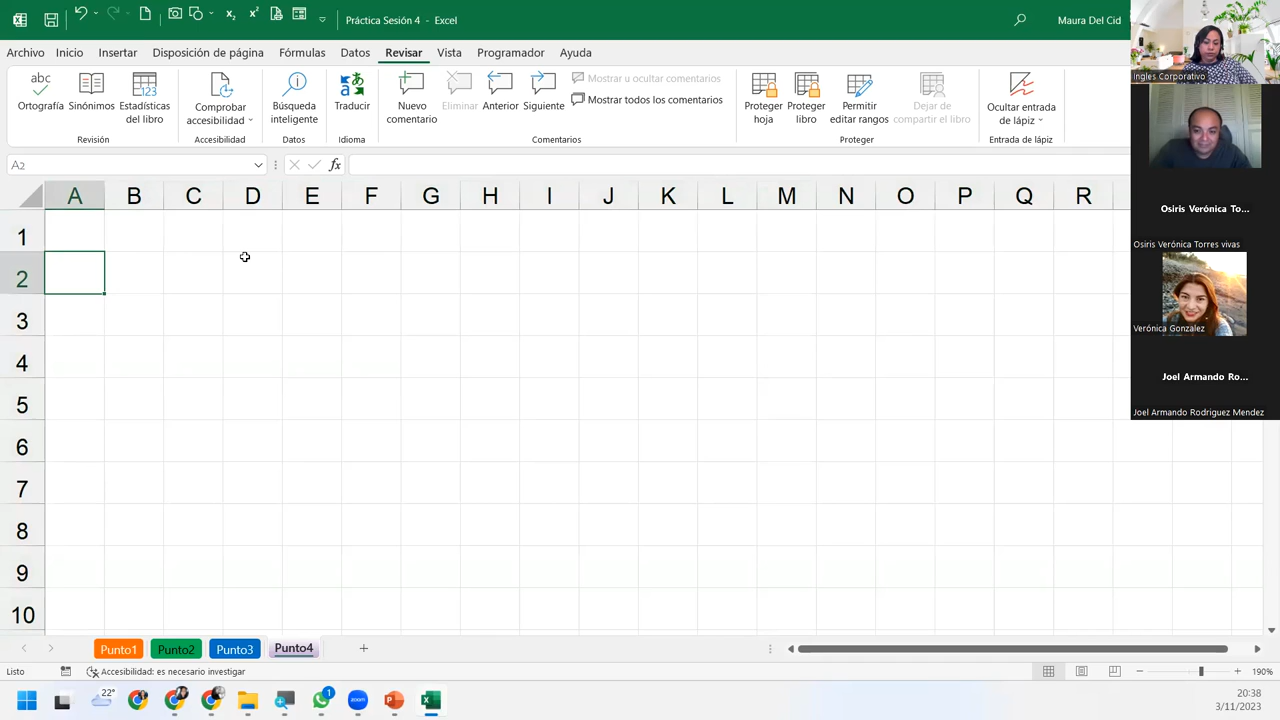 Práctica Sesión 4 - Excel
Maura Del Cid
Archivo Inicio Insertar Disposición de página Fórmulas Datos Revisar Vista Programador Ayuda
abc
Ortografía
Sinónimos
Estadísticas
del libro
Comprobar
accesibilidad
Búsqueda
inteligente
Traducir
Nuevo
comentario
Eliminar
Anterior
Siguiente
Mostrar u ocultar comentarios
Mostrar todos los comentarios
Proteger
hoja
Proteger
libro
Permitir
editar rangos
Dejar de
compartir el libro
Ocultar entrada
de lápiz
Revisión
Accesibilidad
Datos
Idioma
Comentarios
Proteger
Entrada de lápiz
A2
fx
A B C D E F G H I J K L M N O P Q R
1
2
3
4
5
6
7
8
9
10
Ingles Corporativo
Osiris Verónica To...
Osiris Verónica Torres vivas
Verónica Gonzalez
Joel Armando Ro...
Joel Armando Rodriguez Mendez
Punto1 Punto2 Punto3 Punto4
Listo
Accesibilidad: es necesario investigar
190%
22°
1
20:38
3/11/2023